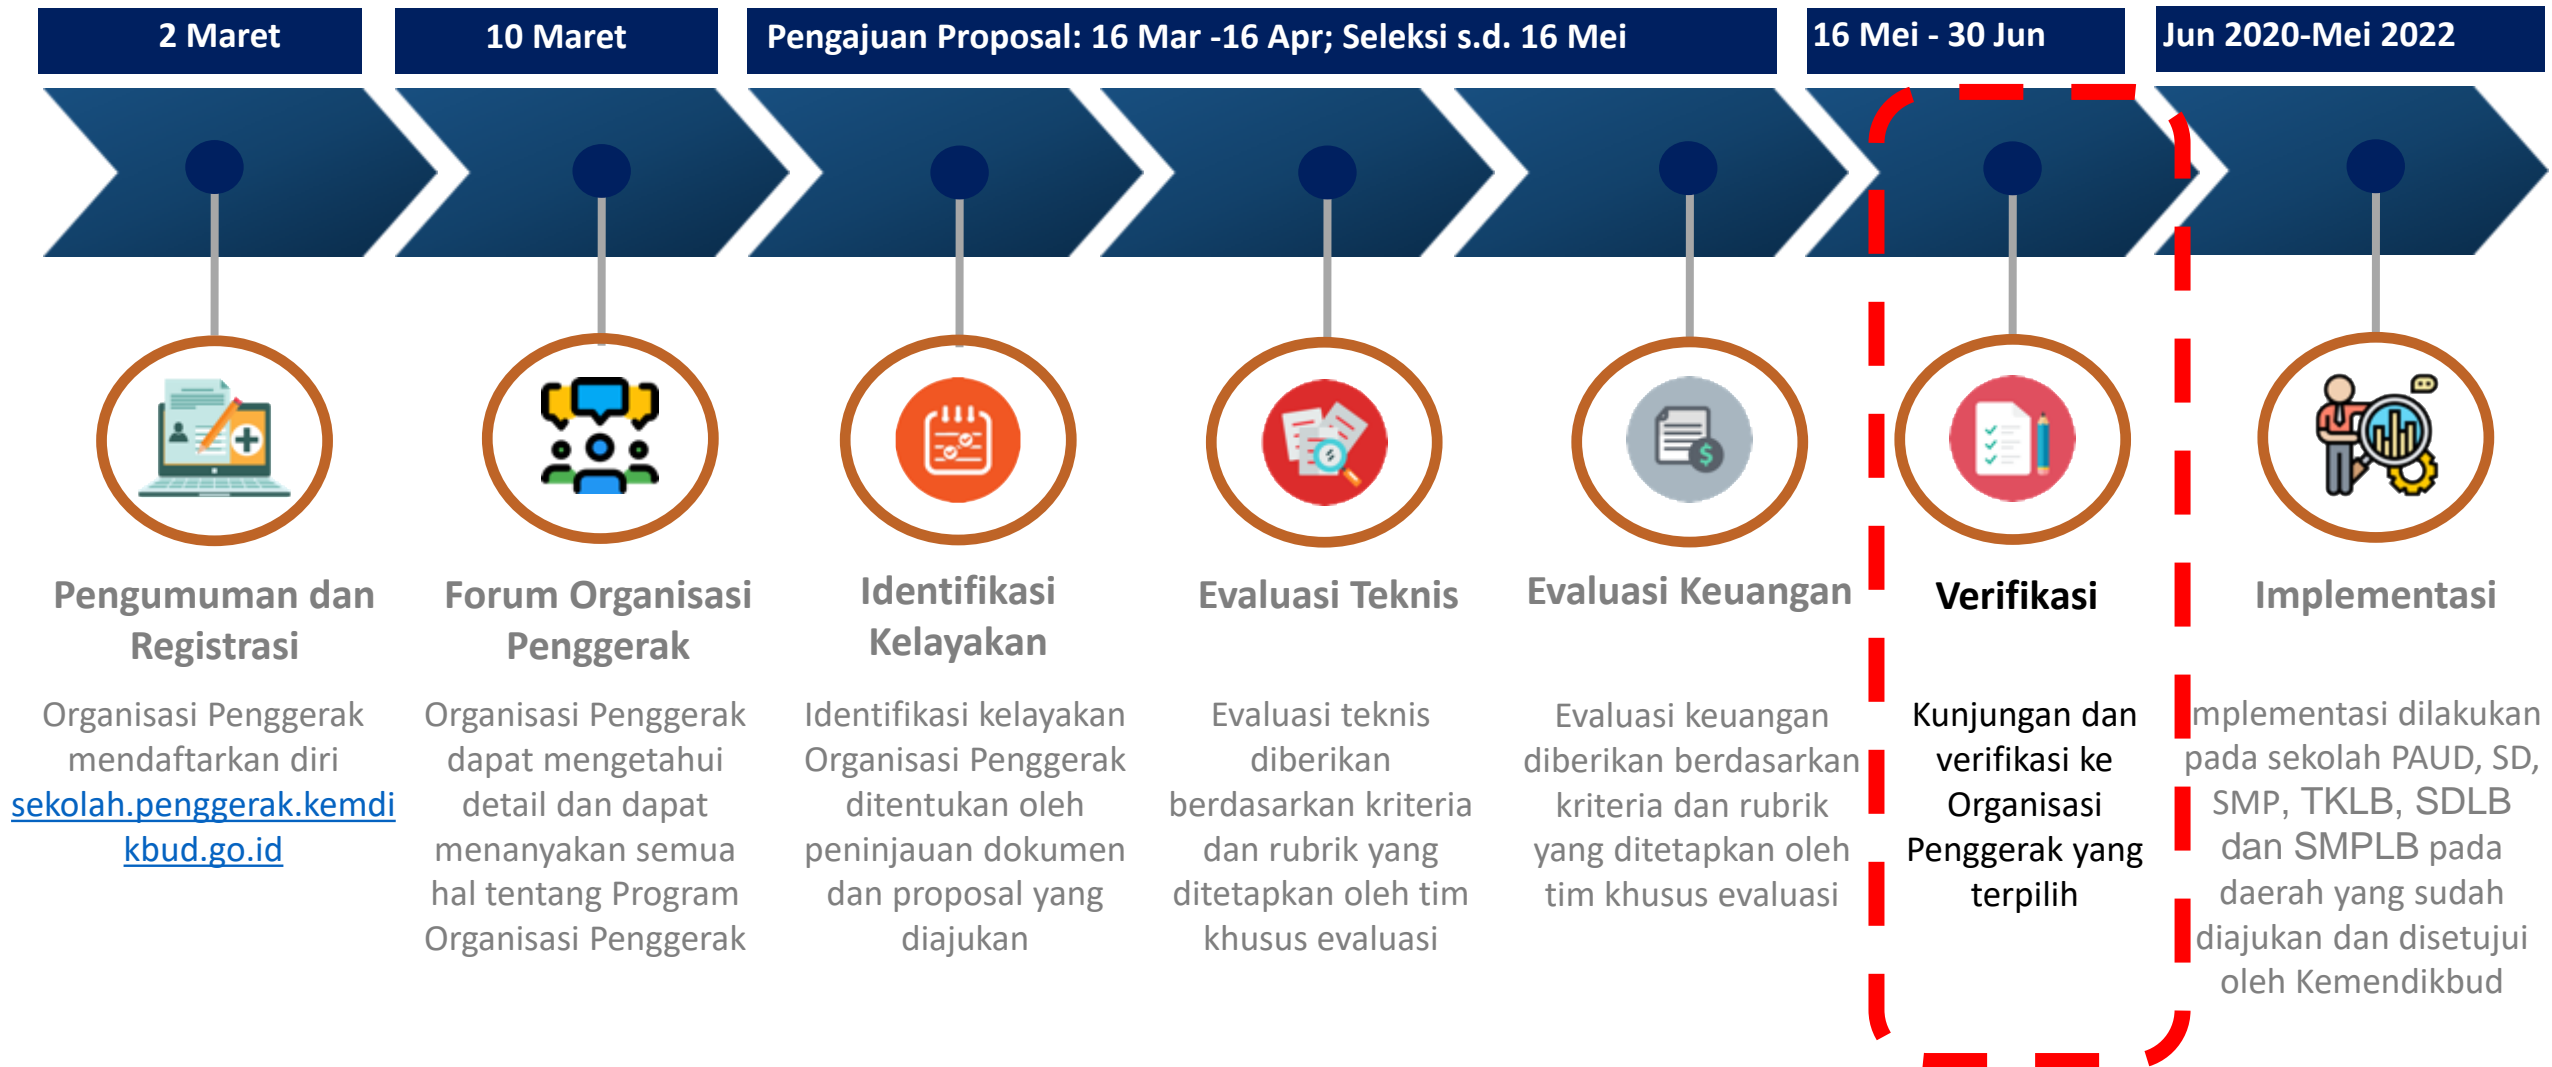 2 Maret
10 Maret
Pengajuan Proposal: 16 Mar -16 Apr; Seleksi s.d. 16 Mei
16 Mei - 30 Jun
Jun 2020-Mei 2022
Pengumuman dan
Registrasi
Organisasi Penggerak
mendaftarkan diri
sekolah.penggerak.kemdi
kbud.go.id
Forum Organisasi
Penggerak
Organisasi Penggerak
dapat mengetahui
detail dan dapat
menanyakan semua
hal tentang Program
Organisasi Penggerak
Identifikasi
Kelayakan
Identifikasi kelayakan
Organisasi Penggerak
ditentukan oleh
peninjauan dokumen
dan proposal yang
diajukan
Evaluasi Teknis
Evaluasi teknis
diberikan
berdasarkan kriteria
dan rubrik yang
ditetapkan oleh tim
khusus evaluasi
Evaluasi Keuangan
Evaluasi keuangan
diberikan berdasarkan
kriteria dan rubrik
yang ditetapkan oleh
tim khusus evaluasi
Verifikasi
Kunjungan dan
verifikasi ke
Organisasi
Penggerak yang
terpilih
Implementasi
Implementasi dilakukan
pada sekolah PAUD, SD,
SMP, TKLB, SDLB
dan SMPLB pada
daerah yang sudah
diajukan dan disetujui
oleh Kemendikbud